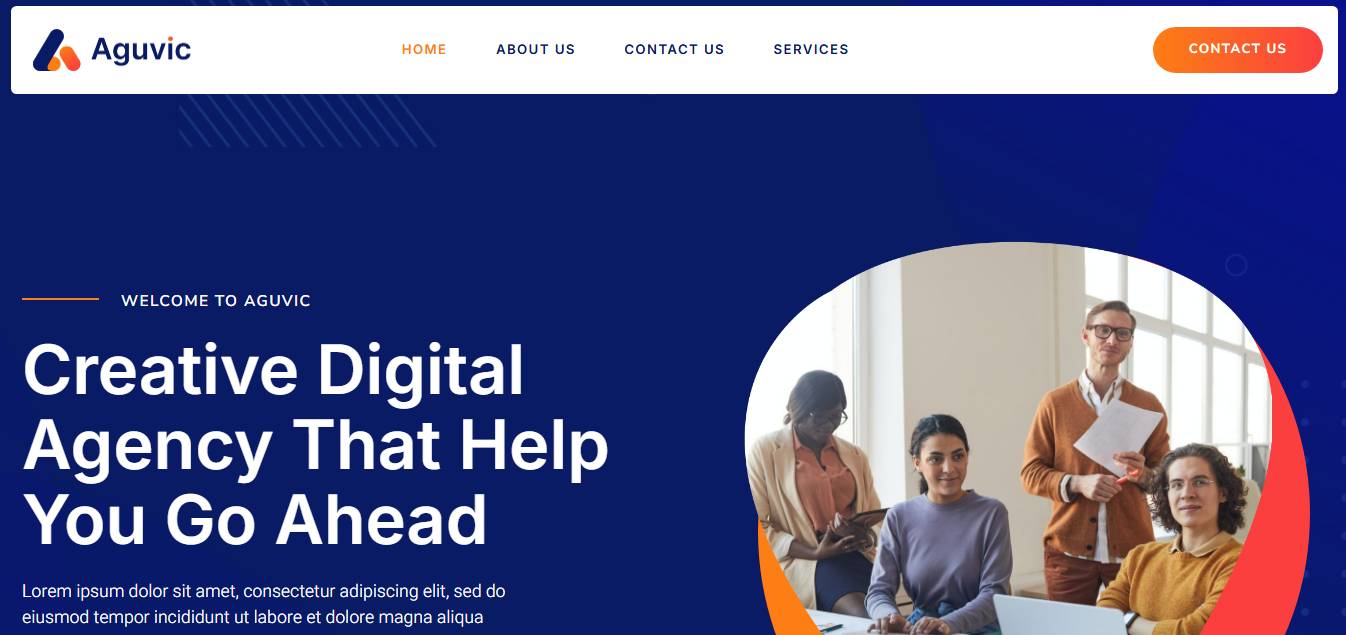 Aguvic
HOME
ABOUT US
CONTACT US
SERVICES
CONTACT US
WELCOME TO AGUVIC
Creative Digital
Agency That Help
You Go Ahead
Lorem ipsum dolor sit amet, consectetur adipiscing elit, sed do
eiusmod tempor incididunt ut labore et dolore magna aliqua